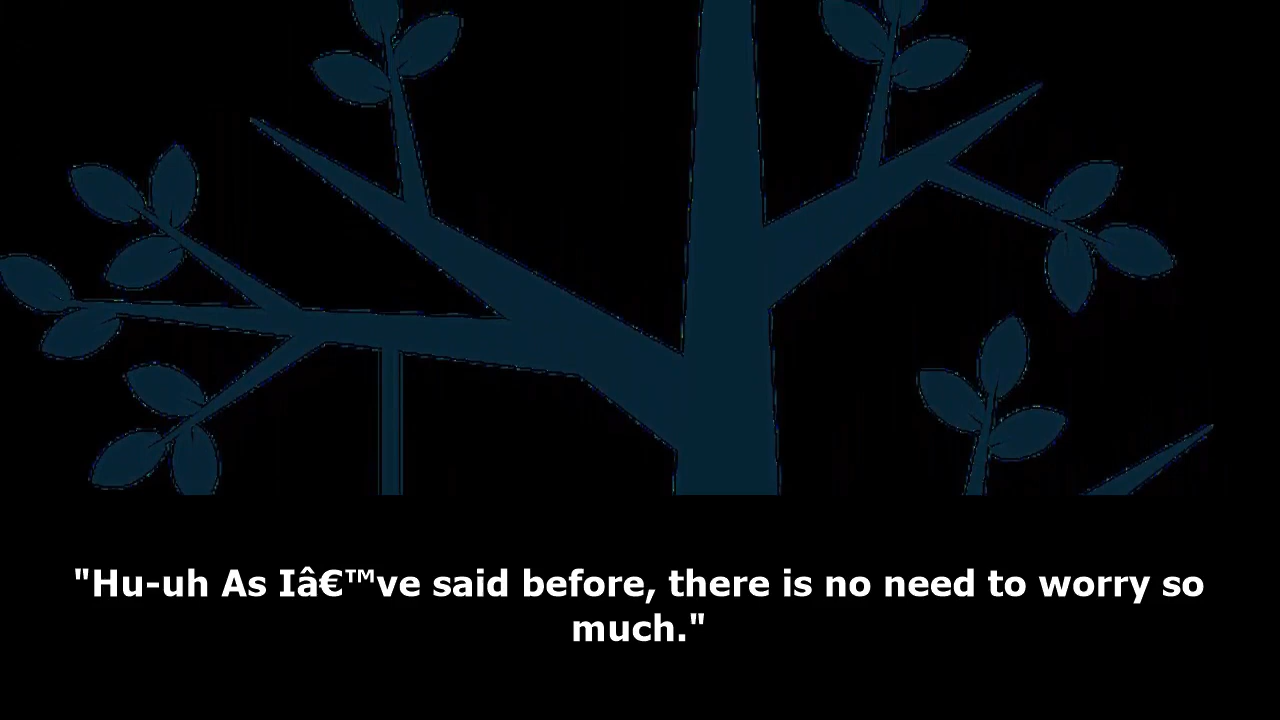 "Hu-uh As Iâ€™ve said before, there is no need to worry so
much."